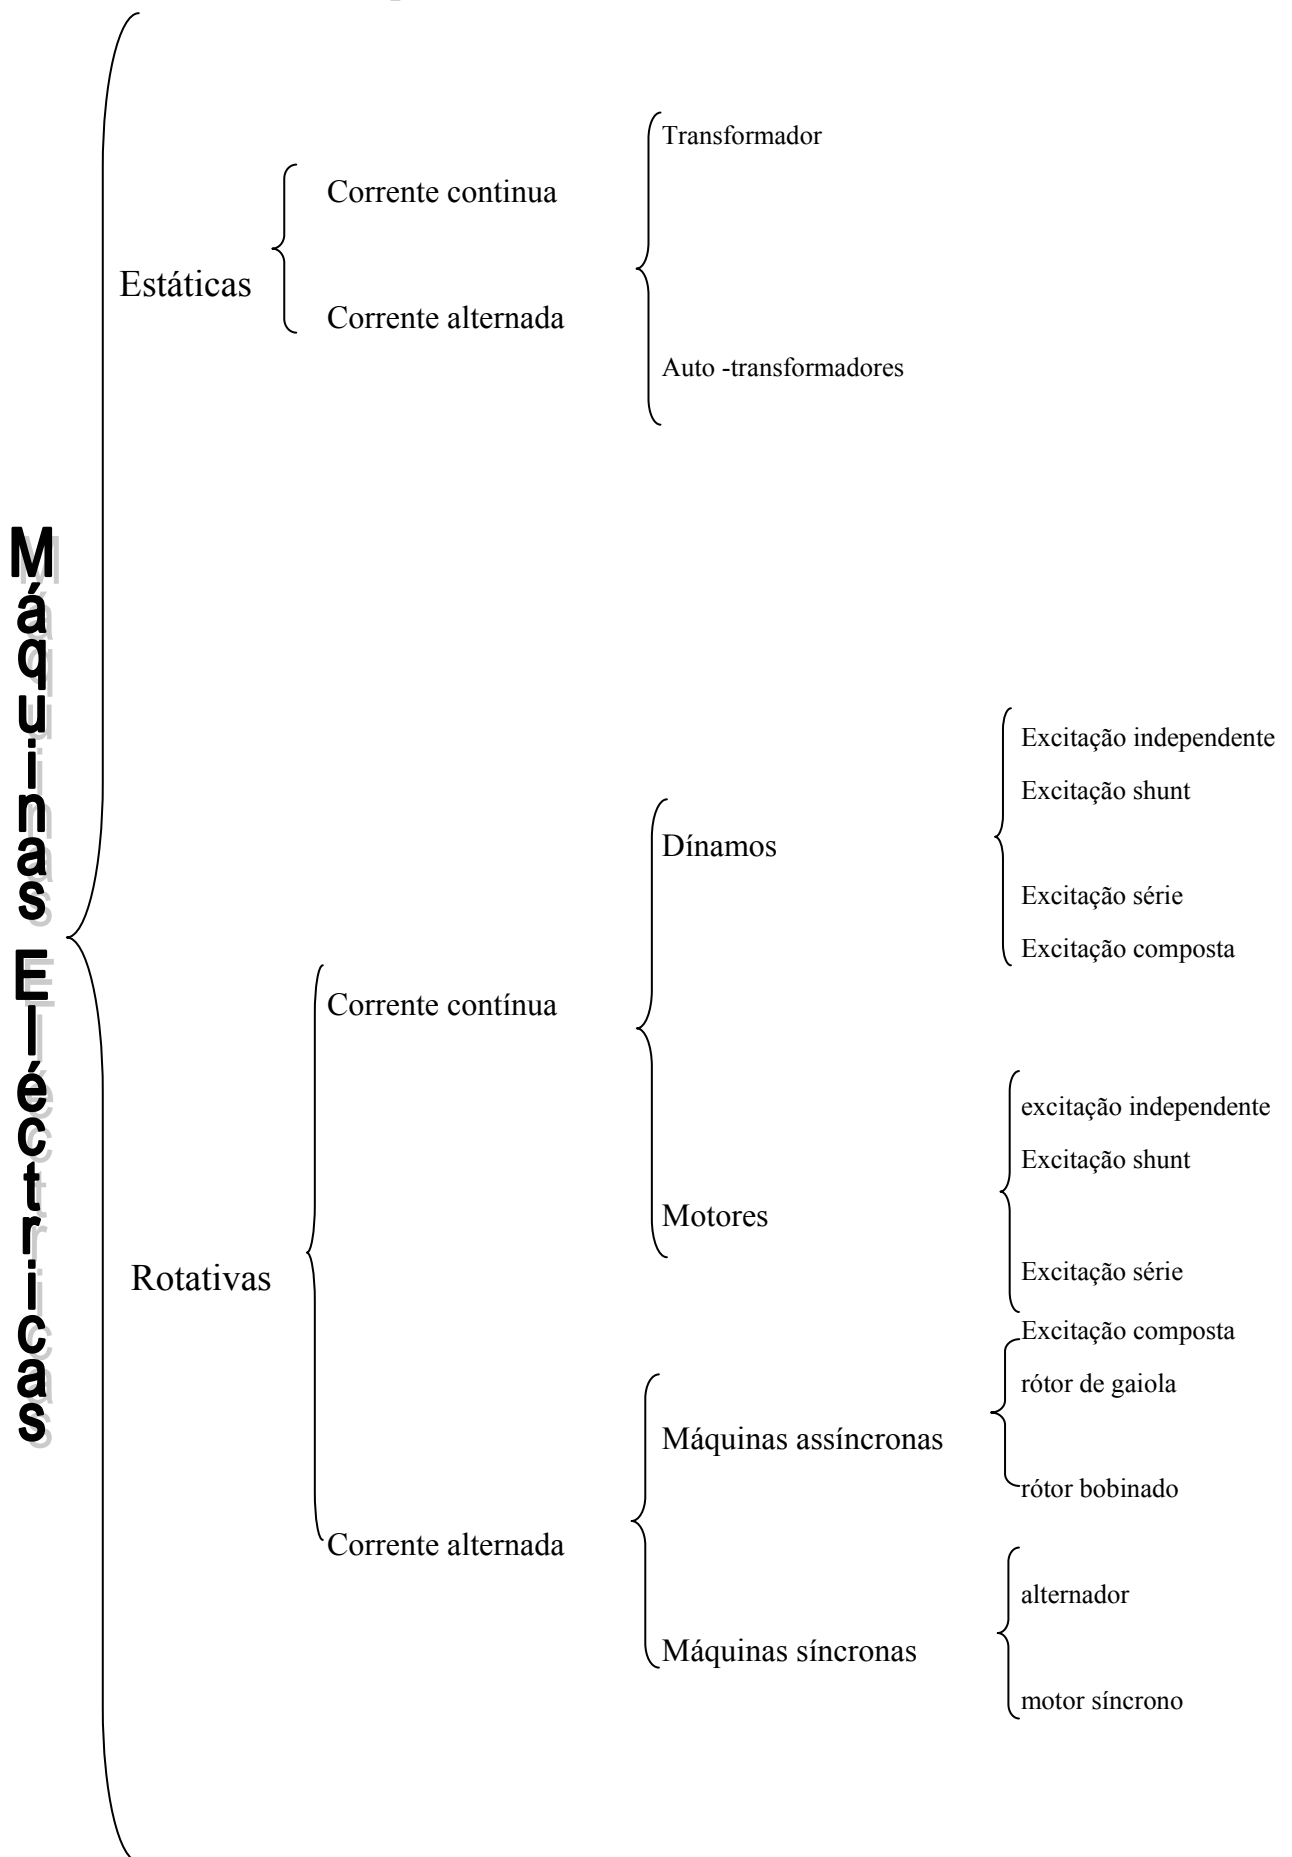 Máquinas Eléctricas
Estáticas
Corrente continua
Corrente alternada
Transformador
Auto -transformadores
Rotativas
Corrente contínua
Dínamos
Excitação independente
Excitação shunt
Excitação série
Excitação composta
Motores
excitação independente
Excitação shunt
Excitação série
Excitação composta
Corrente alternada
Máquinas assíncronas
rótor de gaiola
rótor bobinado
Máquinas síncronas
alternador
motor síncrono